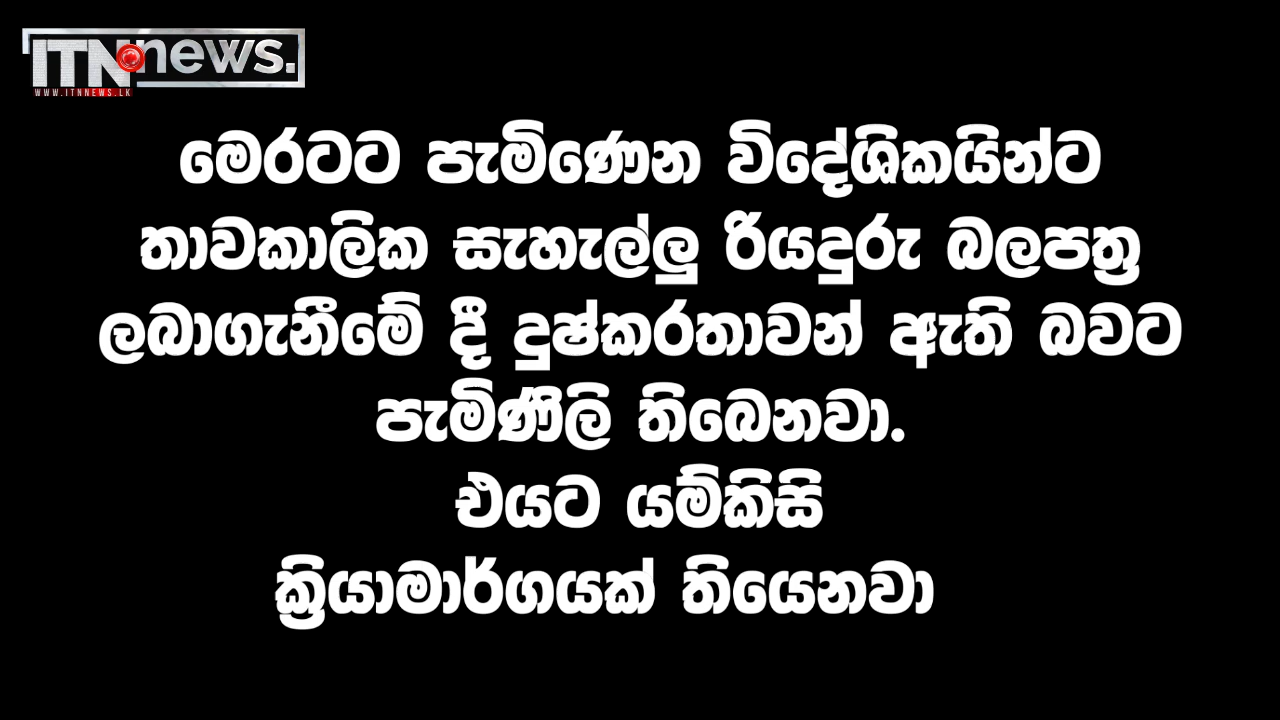 ITN news.
WWW.ITNNEWS.LK
මෙරටට පැමිණෙන විදේශිකයින්ට
තාවකාලික සැහැල්ලු රියදුරු බලපත්‍ර
ලබාගැනීමේ දී දුෂ්කරතාවන් ඇති බවට
පැමිණිලි තිබෙනවා.
එයට යම්කිසි
ක්‍රියාමාර්ගයක් තියෙනවා